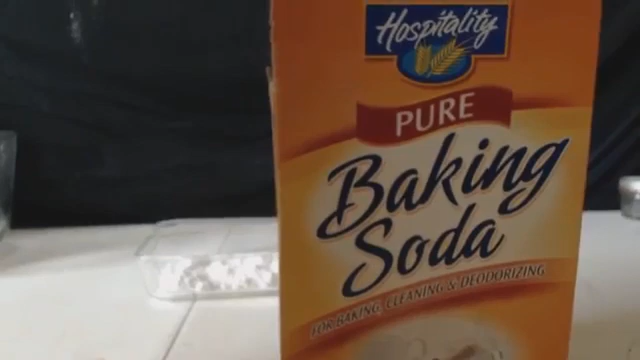 Hospitality
PURE
Baking
Soda
FOR BAKING, CLEANING & DEODORIZING